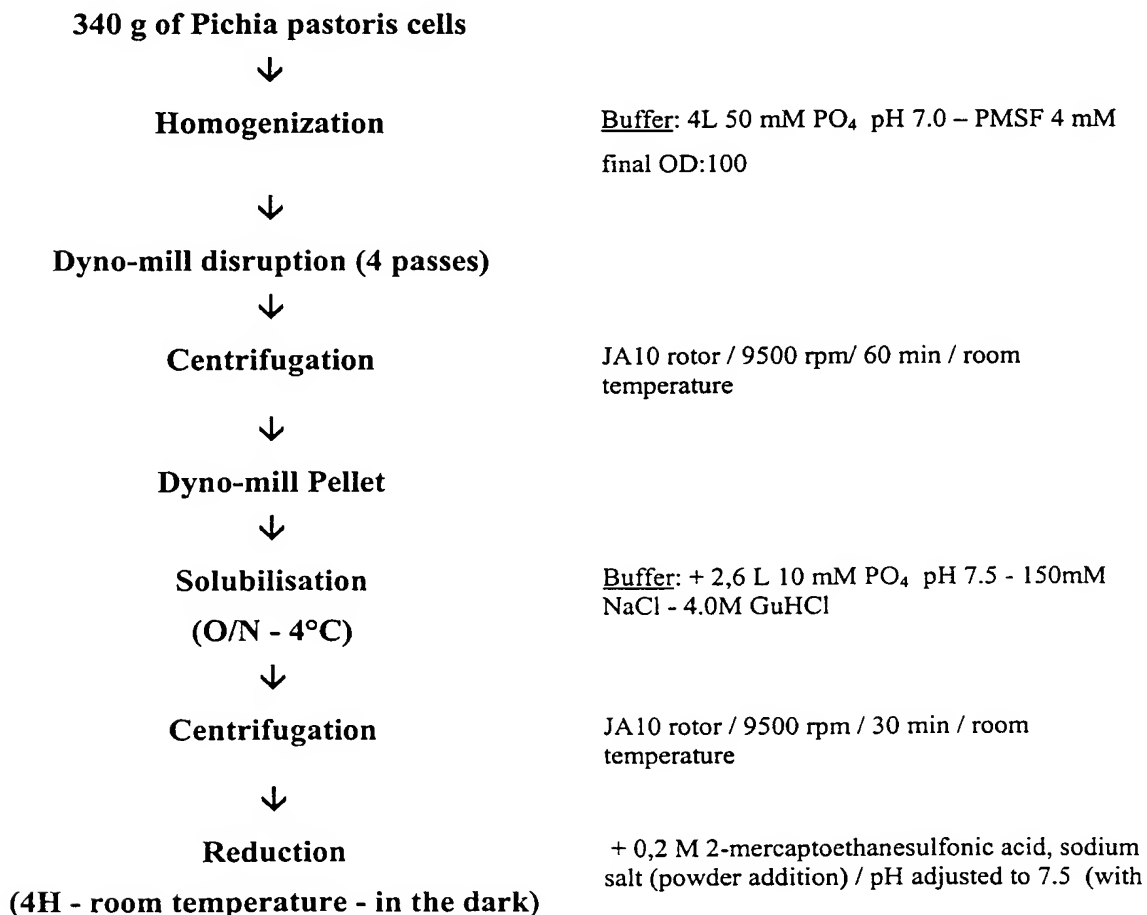 340 g of Pichia pastoris cells
↓
Homogenization
Buffer: 4L 50 mM PO₄ pH 7.0 – PMSF 4 mM
final OD:100
↓
Dyno-mill disruption (4 passes)
↓
Centrifugation
JA10 rotor / 9500 rpm/ 60 min / room
temperature
↓
Dyno-mill Pellet
↓
Solubilisation
(O/N - 4°C)
Buffer: + 2,6 L 10 mM PO₄ pH 7.5 - 150mM
NaCl - 4.0M GuHCl
↓
Centrifugation
JA10 rotor / 9500 rpm / 30 min / room
temperature
↓
Reduction
(4H - room temperature - in the dark)
+ 0,2 M 2-mercaptoethanesulfonic acid, sodium
salt (powder addition) / pH adjusted to 7.5 (with